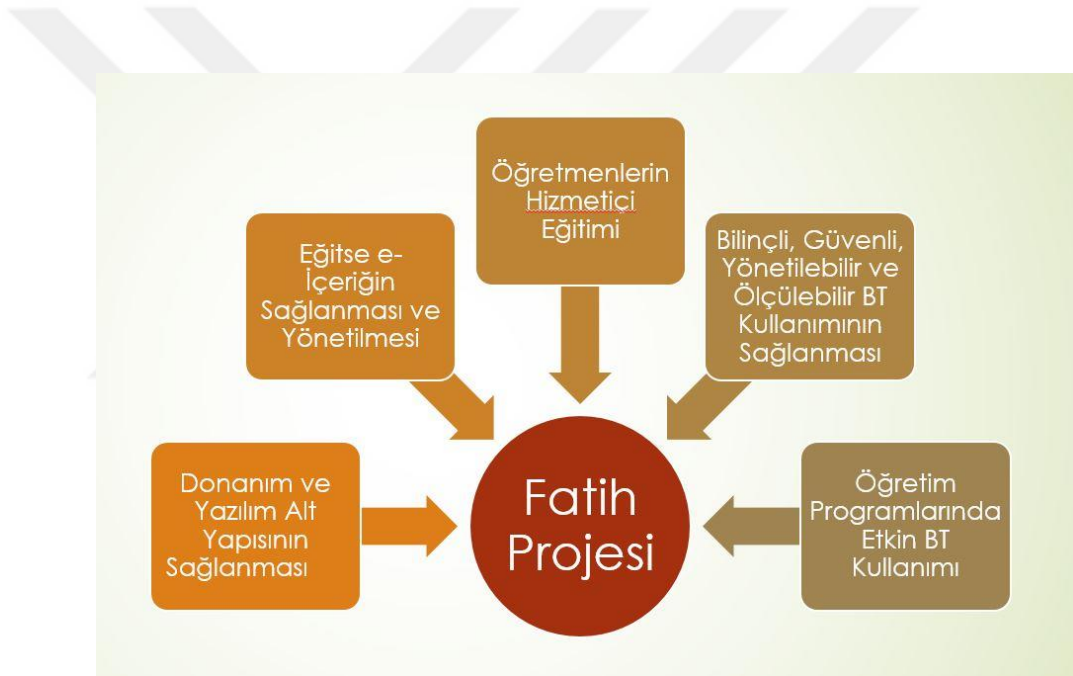 Öğretmenlerin
Hizmetiçi
Eğitimi
Eğitse e-
İçeriğin
Sağlanması ve
Yönetilmesi
Bilinçli, Güvenli,
Yönetilebilir ve
Ölçülebilir BT
Kullanımının
Sağlanması
Donanım ve
Yazılım Alt
Yapısının
Sağlanması
Fatih
Projesi
Öğretim
Programlarında
Etkin BT
Kullanımı